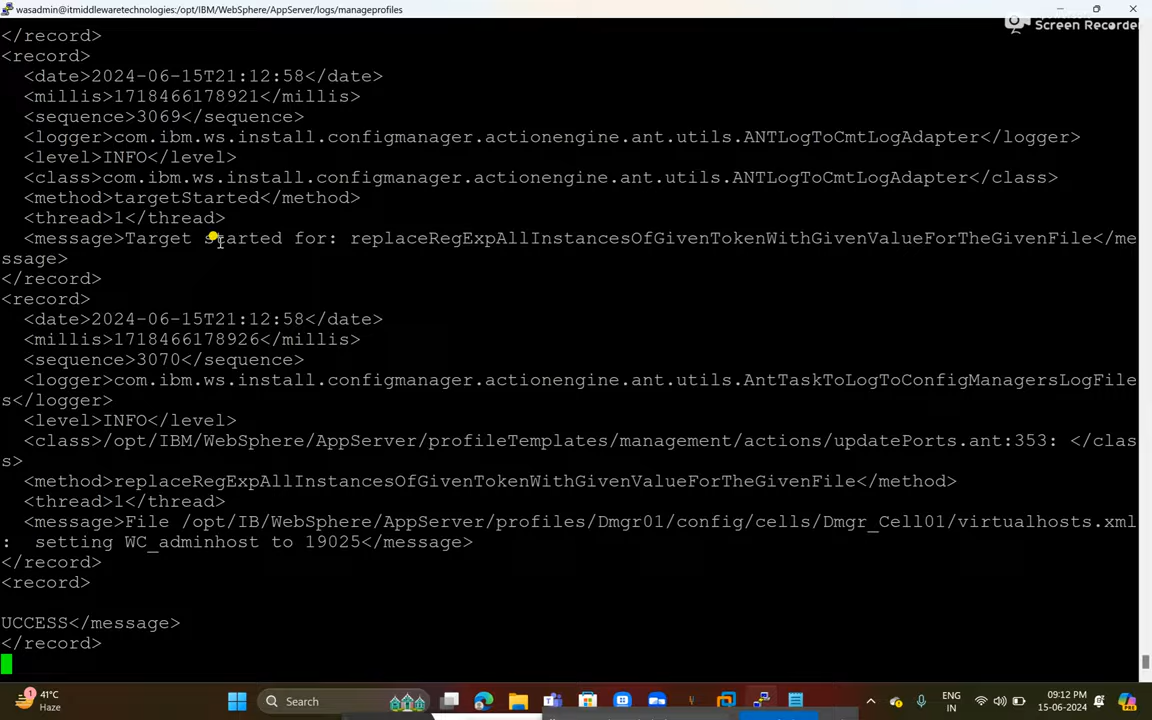 wasadmin@itmiddlewaretechnologies:/opt/IBM/WebSphere/AppServer/logs/manageprofiles
Screen Recorder
</record>
<record>
<date>2024-06-15T21:12:58</date>
<millis>1718466178921</millis>
<sequence>3069</sequence>
<logger>com.ibm.ws.install.configmanager.actionengine.ant.utils.ANTLogToCmtLogAdapter</logger>
<level>INFO</level>
<class>com.ibm.ws.install.configmanager.actionengine.ant.utils.ANTLogToCmtLogAdapter</class>
<method>targetStarted</method>
<thread>1</thread>
<message>Target started for: replaceRegExpAllInstancesOfGivenTokenWithGivenValueForTheGivenFile</me
ssage>
</record>
<record>
<date>2024-06-15T21:12:58</date>
<millis>1718466178926</millis>
<sequence>3070</sequence>
<logger>com.ibm.ws.install.configmanager.actionengine.ant.utils.AntTaskToLogToConfigManagersLogFile
s</logger>
<level>INFO</level>
<class>/opt/IBM/WebSphere/AppServer/profileTemplates/management/actions/updatePorts.ant:353: </clas
s>
<method>replaceRegExpAllInstancesOfGivenTokenWithGivenValueForTheGivenFile</method>
<thread>1</thread>
<message>File /opt/IB/WebSphere/AppServer/profiles/Dmgr01/config/cells/Dmgr_Cell01/virtualhosts.xml
:  setting WC_adminhost to 19025</message>
</record>
<record>
UCCESS</message>
</record>
41°C
Haze
Search
ENG
IN
09:12 PM
15-06-2024